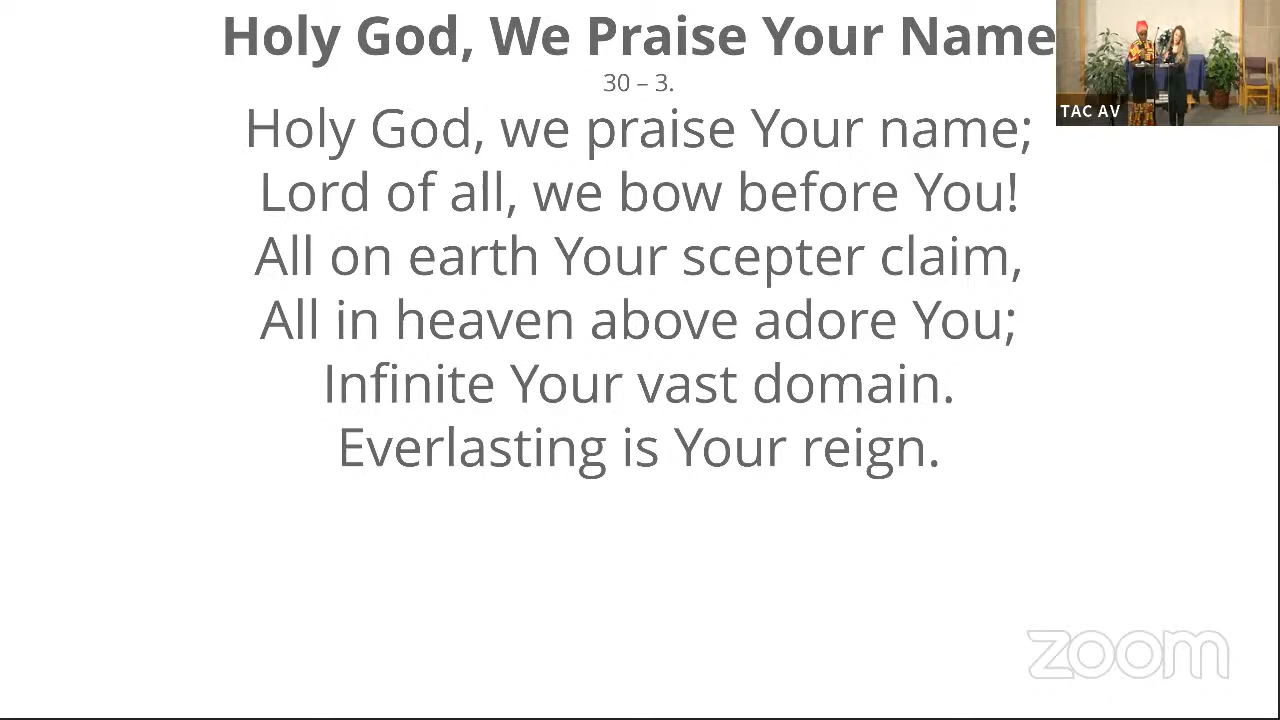 Holy God, We Praise Your Name
30 – 3.
Holy God, we praise Your name;
Lord of all, we bow before You!
All on earth Your scepter claim,
All in heaven above adore You;
Infinite Your vast domain.
Everlasting is Your reign.
TAC AV
zoom